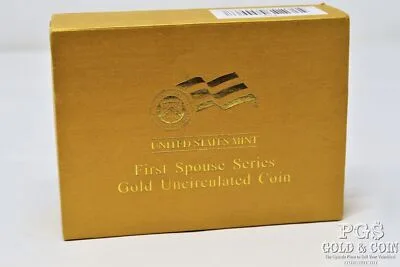 UNITED STATES MINT
First Spouse Series
Gold Uncirculated Coin
PGS
GOLD & COIN